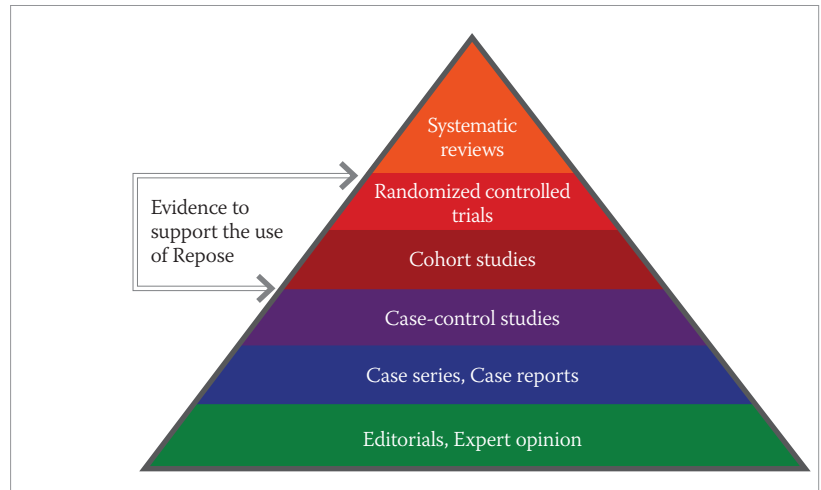 Systematic
reviews
Randomized controlled
trials
Evidence to
support the use
of Repose
Cohort studies
Case-control studies
Case series, Case reports
Editorials, Expert opinion